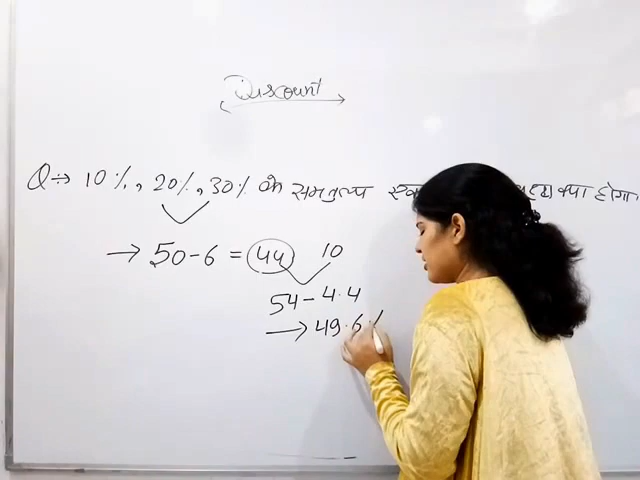 Discount
Q÷→ 10%, 20%, 30% के समतुल्य क्या होगा
→ 50-6 = 44 10
54-4.4
→ 49.6%